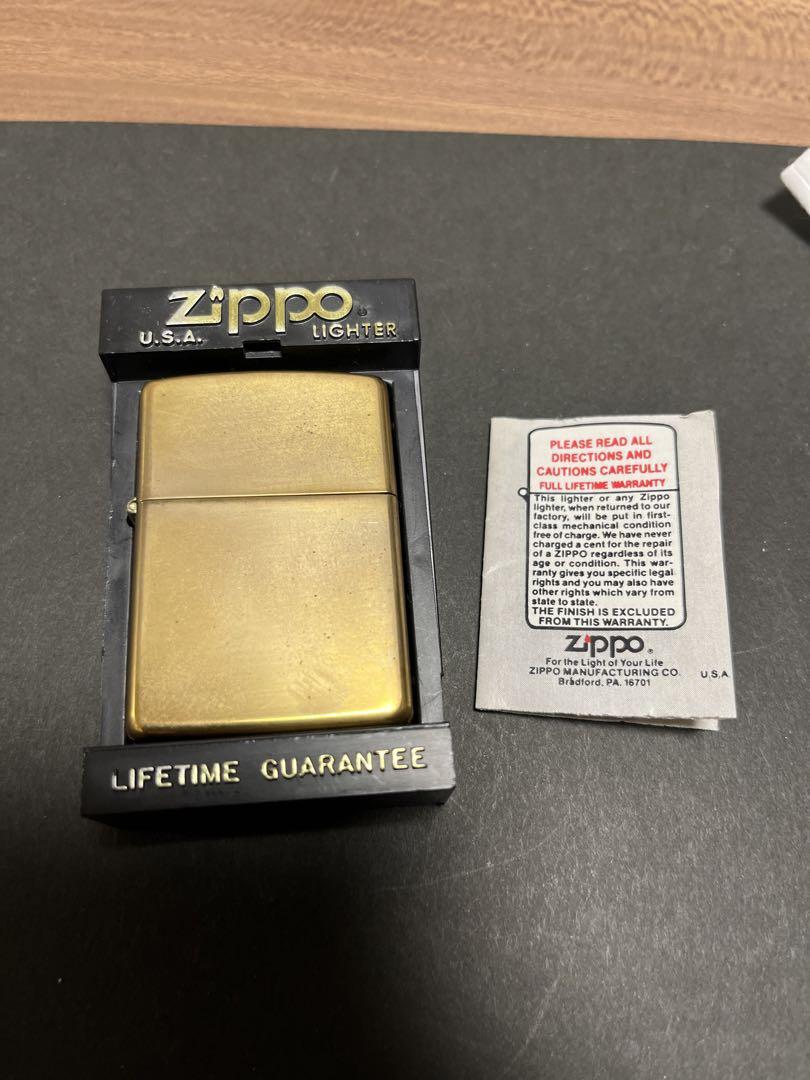 Zippo®
U.S.A. LIGHTER
LIFETIME GUARANTEE
PLEASE READ ALL
DIRECTIONS AND
CAUTIONS CAREFULLY
FULL LIFETIME WARRANTY
This lighter or any Zippo
lighter, when returned to our
factory, will be put in first-
class mechanical condition
free of charge. We have never
charged a cent for the repair
of a ZIPPO regardless of its
age or condition. This war-
ranty gives you specific legal
rights and you may also have
other rights which vary from
state to state.
THE FINISH IS EXCLUDED
FROM THIS WARRANTY.
Zippo®
For the Light of Your Life
ZIPPO MANUFACTURING CO.
Bradford, PA. 16701 U.S.A.